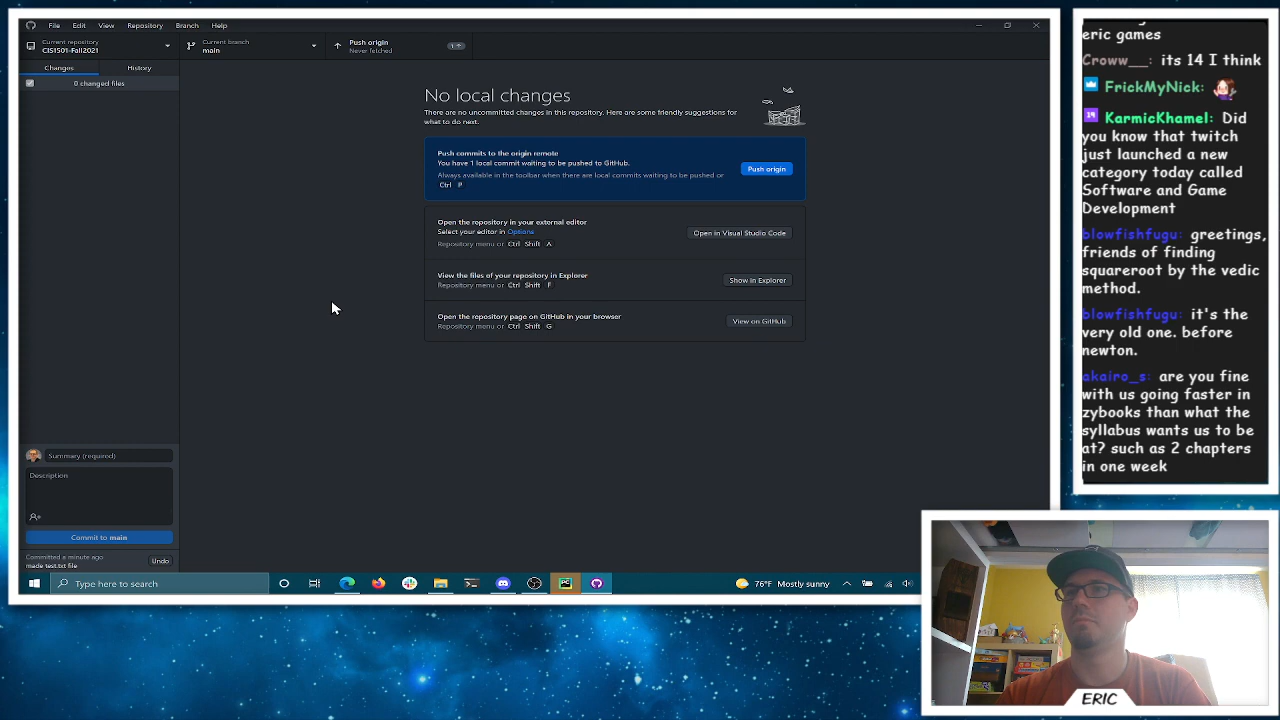 File Edit View Repository Branch Help
Current repository
CIS1501-Fall2021
Current branch
main
Push origin
Never fetched
1
Changes History
0 changed files
No local changes
There are no uncommitted changes in this repository. Here are some friendly suggestions for
what to do next.
Push commits to the origin remote
You have 1 local commit waiting to be pushed to GitHub.
Always available in the toolbar when there are local commits waiting to be pushed or
Ctrl P
Push origin
Open the repository in your external editor
Select your editor in Options
Repository menu or Ctrl Shift A
Open in Visual Studio Code
View the files of your repository in Explorer
Repository menu or Ctrl Shift F
Show in Explorer
Open the repository page on GitHub in your browser
Repository menu or Ctrl Shift G
View on GitHub
Summary (required)
Description
Commit to main
Committed a minute ago
made test.txt file
Undo
Type here to search
76°F Mostly sunny
eric games
Croww__: its 14 I think
FrickMyNick:
KarmicKhamel: Did
you know that twitch
just launched a new
category today called
Software and Game
Development
blowfishfugu: greetings,
friends of finding
squareroot by the vedic
method.
blowfishfugu: it's the
very old one. before
newton.
akairo_s: are you fine
with us going faster in
zybooks than what the
syllabus wants us to be
at? such as 2 chapters
in one week
ERIC